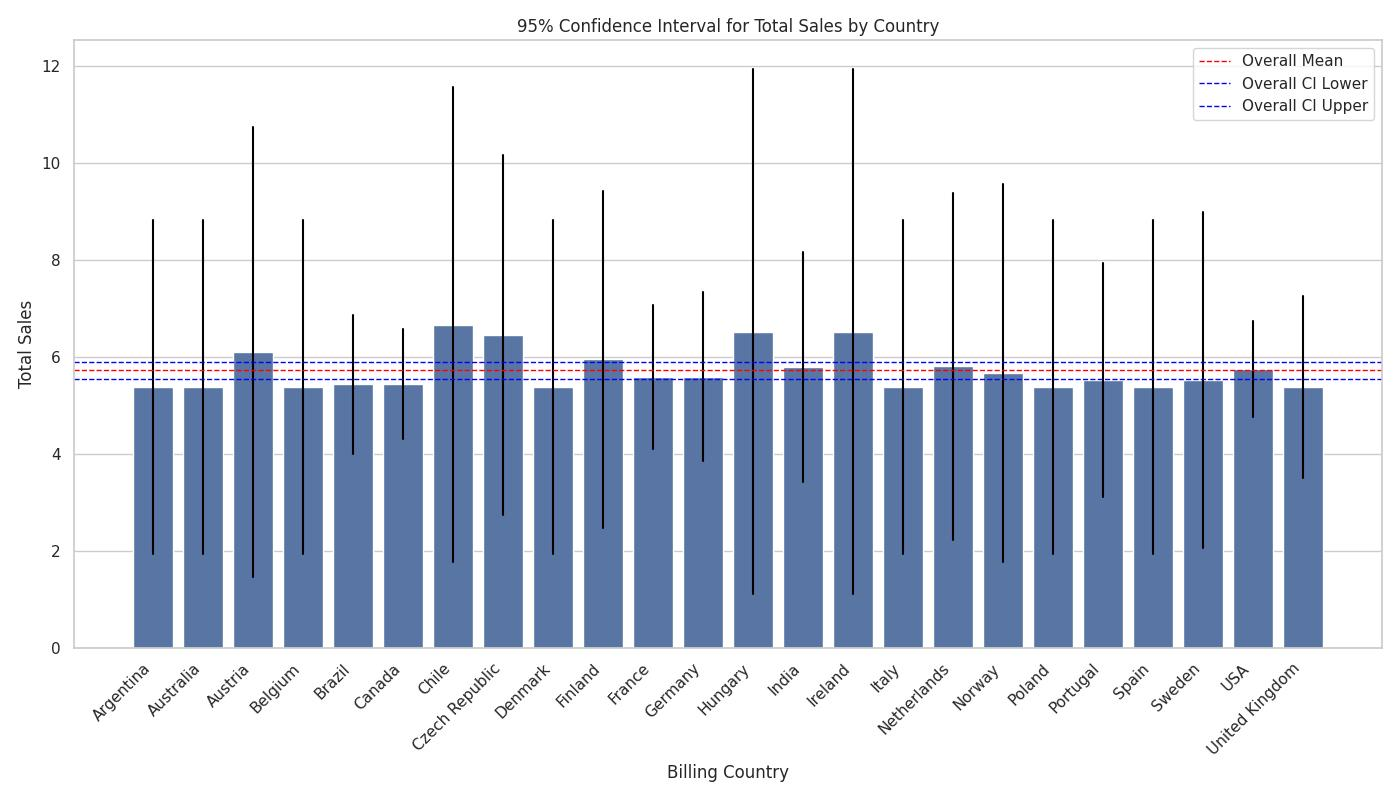 95% Confidence Interval for Total Sales by Country
Overall Mean
Overall CI Lower
Overall CI Upper
12
10
8
6
4
2
0
Total Sales
Argentina
Australia
Austria
Belgium
Brazil
Canada
Chile
Czech Republic
Denmark
Finland
France
Germany
Hungary
India
Ireland
Italy
Netherlands
Norway
Poland
Portugal
Spain
Sweden
USA
United Kingdom
Billing Country